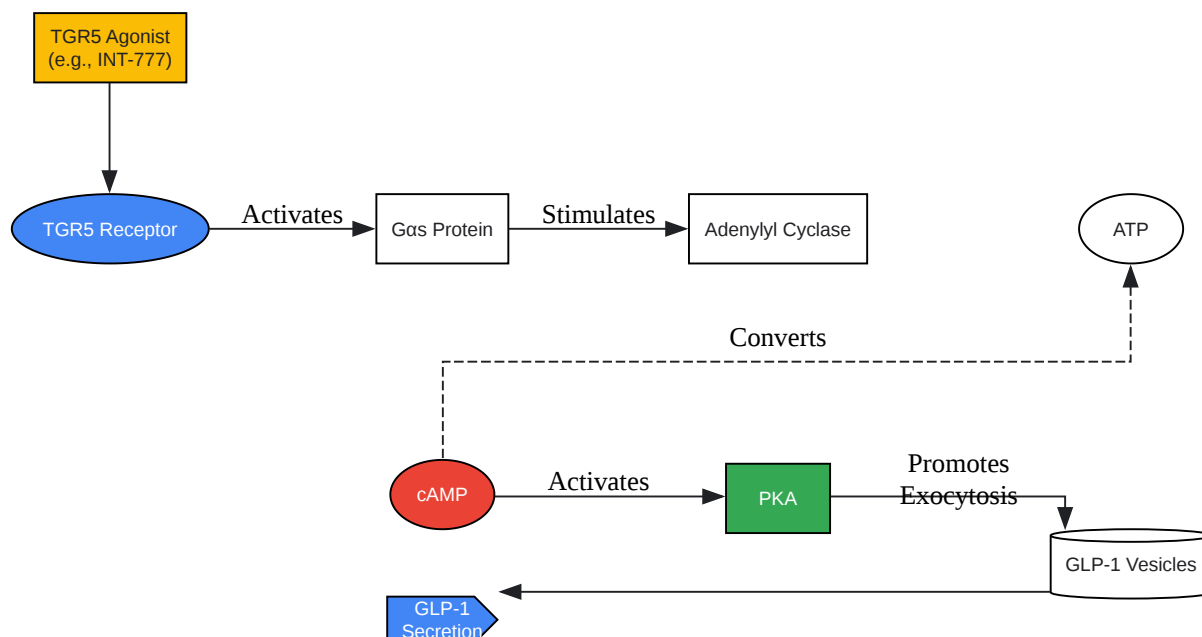 TGR5 Agonist
(e.g., INT-777)
TGR5 Receptor
Activates
Gαs Protein
Stimulates
Adenylyl Cyclase
ATP
Converts
cAMP
Activates
PKA
Promotes
Exocytosis
GLP-1 Vesicles
GLP-1
Secretion